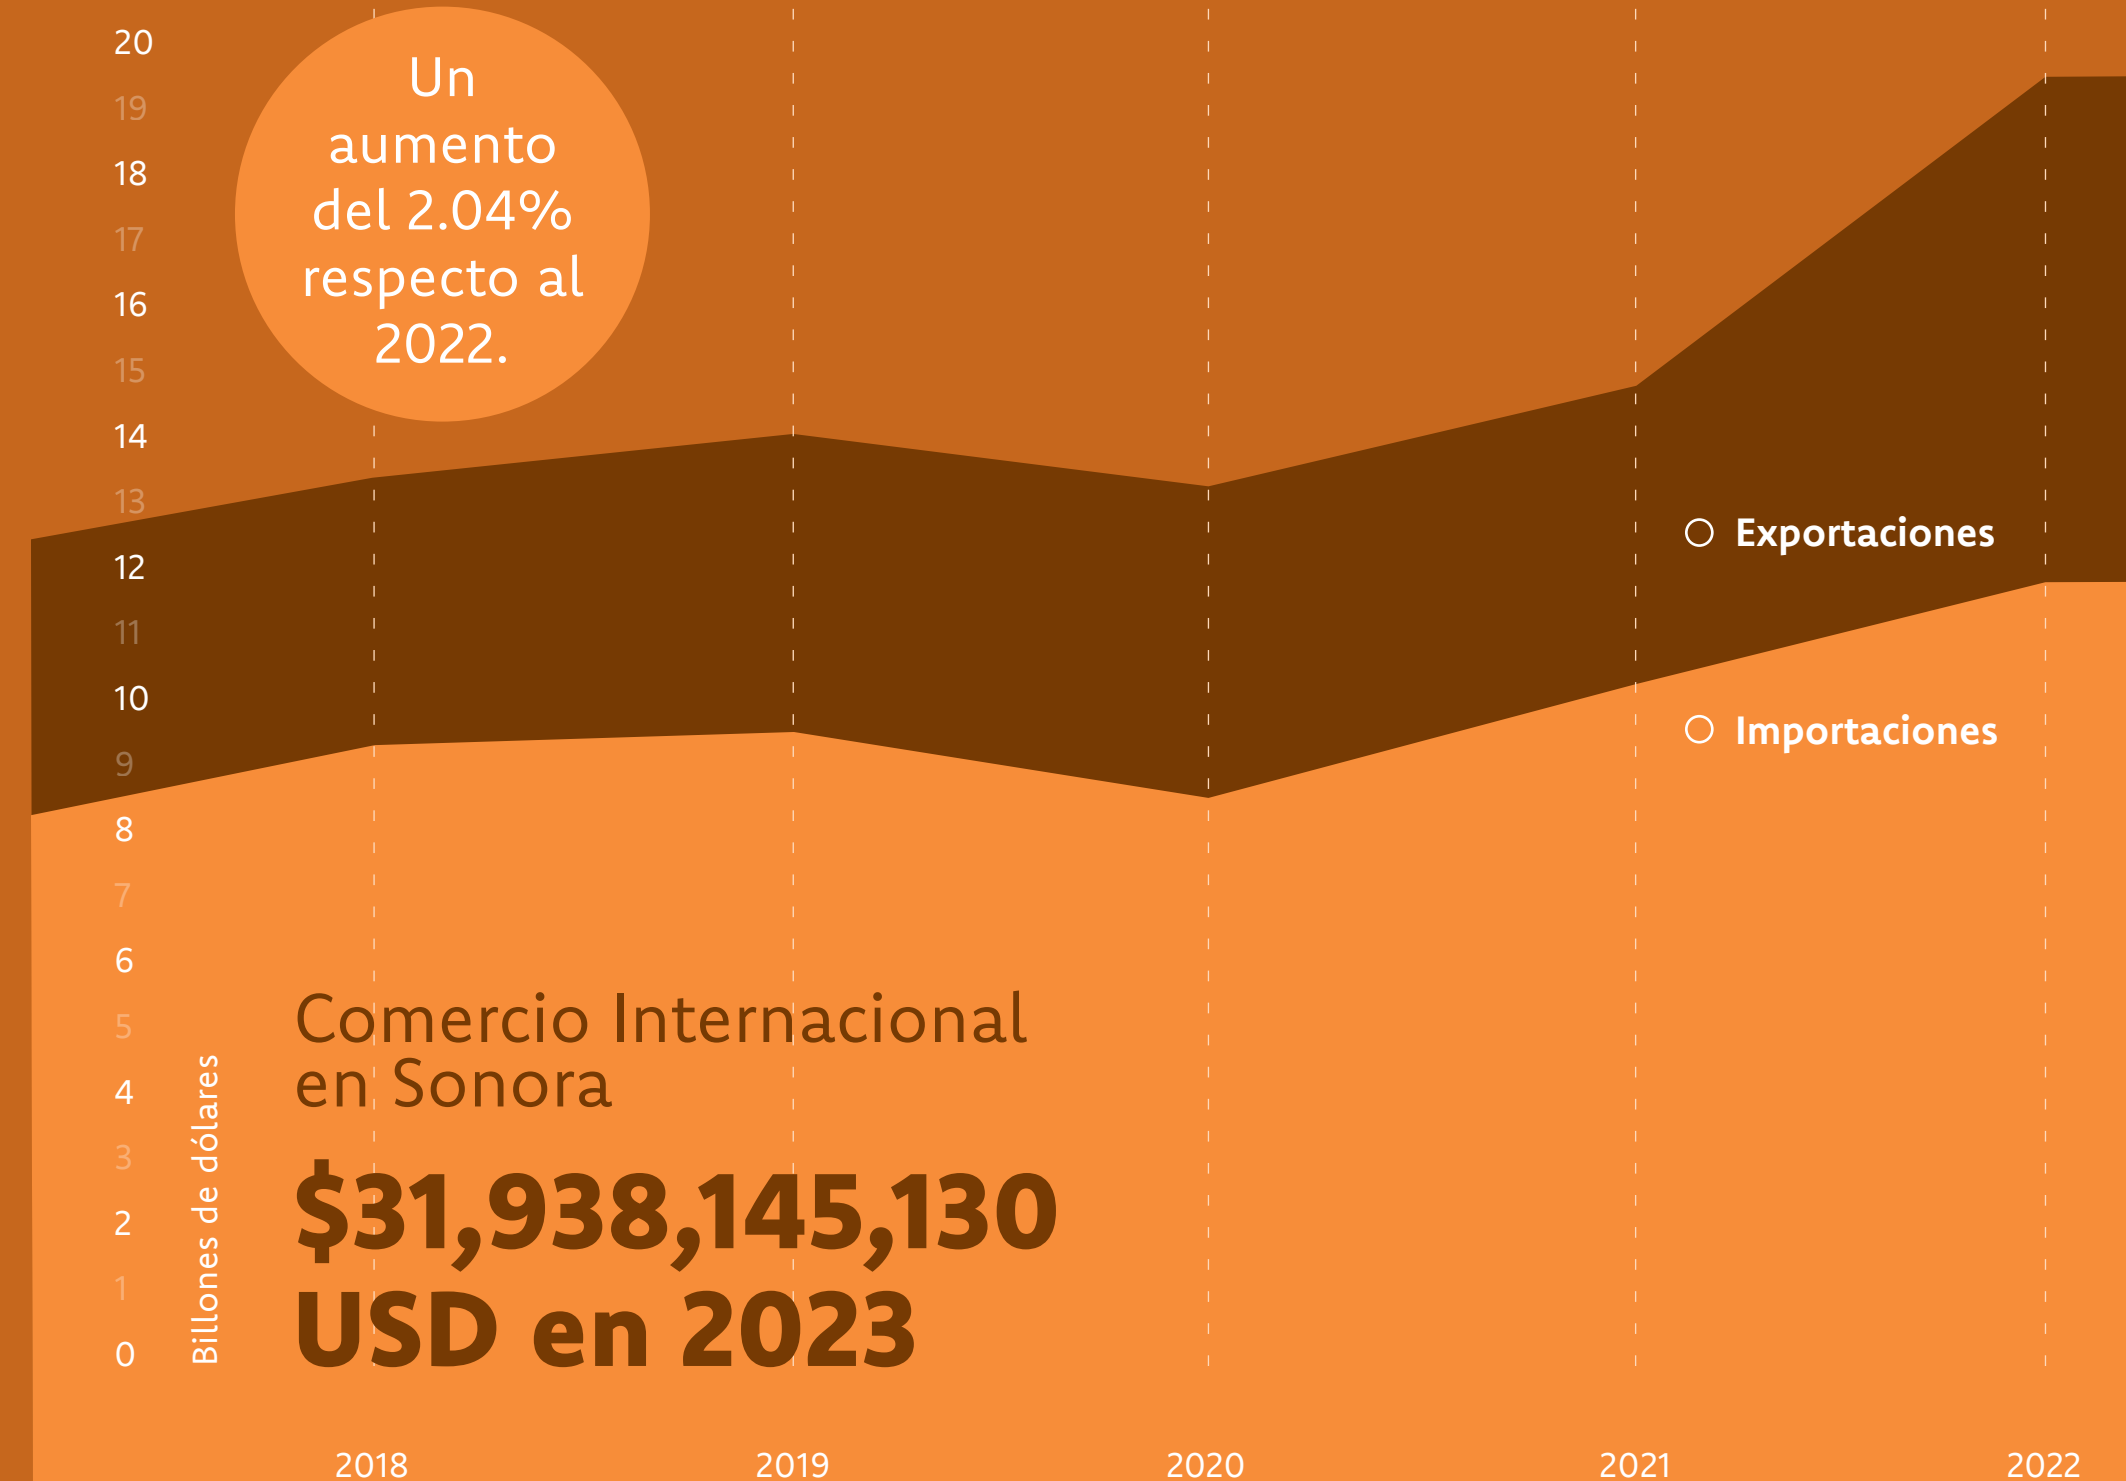 20
19
18
17
16
15
14
13
12
11
10
9
8
7
6
5
4
3
2
1
0
Billones de dólares
Un
aumento
del 2.04%
respecto al
2022.
Exportaciones
Importaciones
Comercio Internacional
en Sonora
$31,938,145,130
USD en 2023
2018
2019
2020
2021
2022